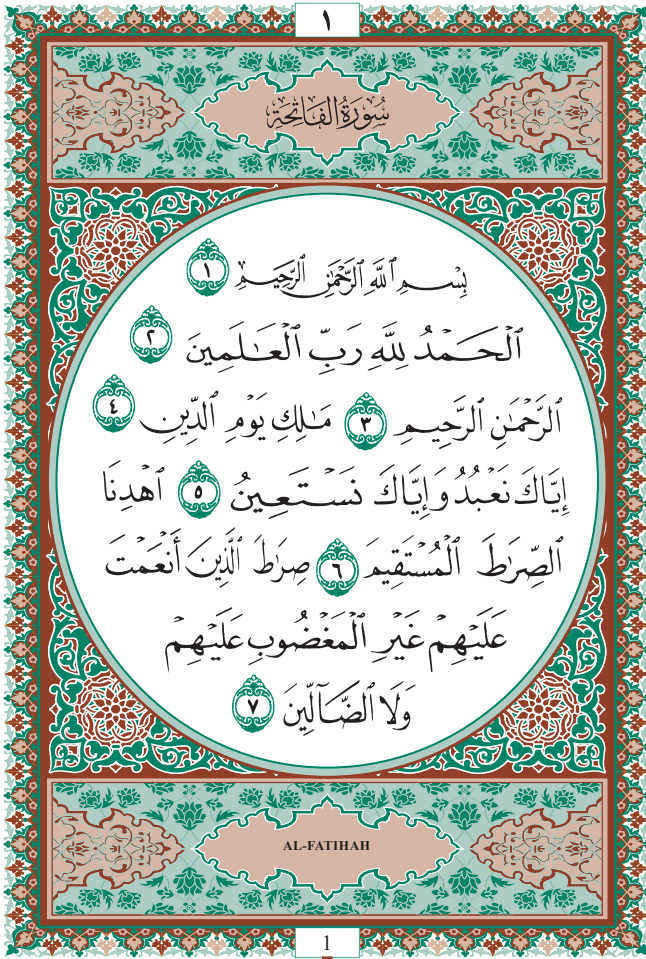 ١
سُورَةُ الفَاتِحَة
بِسْمِ ٱللَّهِ ٱلرَّحْمَٰنِ ٱلرَّحِيمِ ١
ٱلْحَمْدُ لِلَّهِ رَبِّ ٱلْعَٰلَمِينَ ٢
ٱلرَّحْمَٰنِ ٱلرَّحِيمِ ٣ مَٰلِكِ يَوْمِ ٱلدِّينِ ٤
إِيَّاكَ نَعْبُدُ وَإِيَّاكَ نَسْتَعِينُ ٥ ٱهْدِنَا
ٱلصِّرَٰطَ ٱلْمُسْتَقِيمَ ٦ صِرَٰطَ ٱلَّذِينَ أَنْعَمْتَ
عَلَيْهِمْ غَيْرِ ٱلْمَغْضُوبِ عَلَيْهِمْ
وَلَا ٱلضَّآلِّينَ ٧
AL-FATIHAH
1